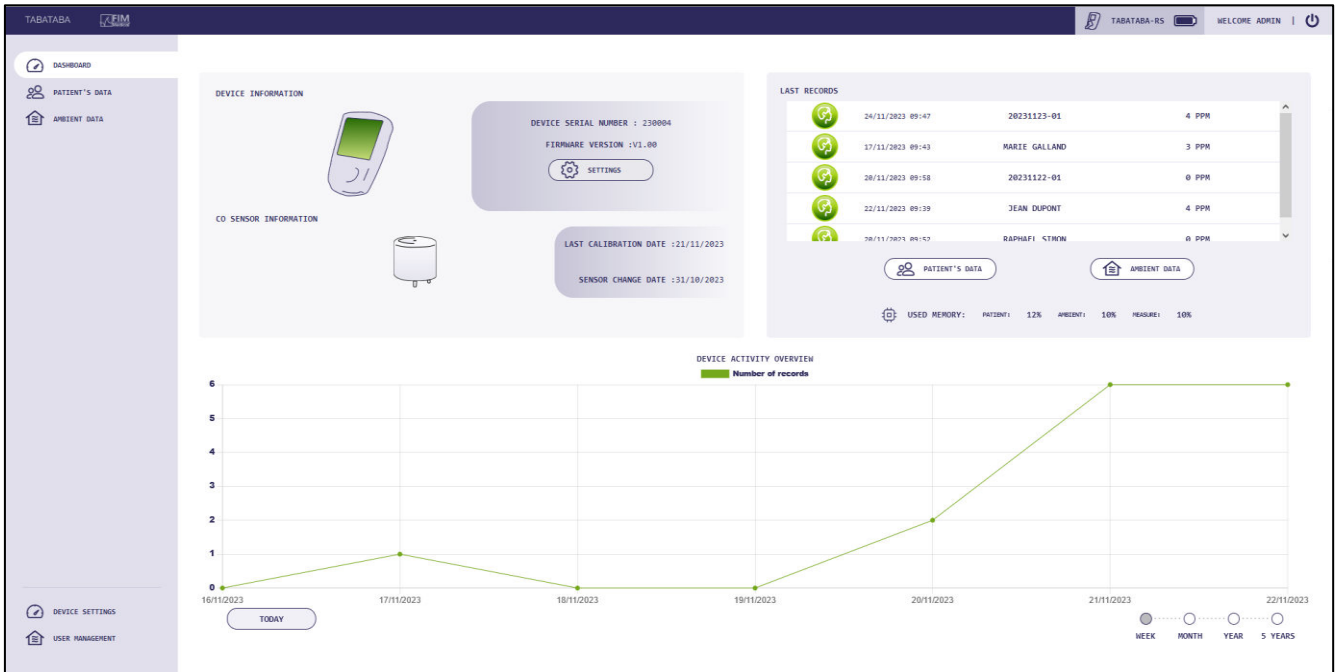 TABATABA FIM Medical TABATABA-RS WELCOME ADMIN |
DASHBOARD
PATIENT'S DATA
AMBIENT DATA
DEVICE INFORMATION
DEVICE SERIAL NUMBER : 230004
FIRMWARE VERSION :V1.00
SETTINGS
CO SENSOR INFORMATION
LAST CALIBRATION DATE :21/11/2023
SENSOR CHANGE DATE :31/10/2023
LAST RECORDS
24/11/2023 09:47 20231123-01 4 PPM
17/11/2023 09:43 MARIE GALLAND 3 PPM
20/11/2023 09:58 20231122-01 0 PPM
22/11/2023 09:39 JEAN DUPONT 4 PPM
20/11/2023 09:52 RAPHAEL SIMON 0 PPM
PATIENT'S DATA AMBIENT DATA
USED MEMORY: PATIENT: 12% AMBIENT: 10% MEASURE: 10%
DEVICE ACTIVITY OVERVIEW
Number of records
6
5
4
3
2
1
0
16/11/2023 17/11/2023 18/11/2023 19/11/2023 20/11/2023 21/11/2023 22/11/2023
TODAY
WEEK MONTH YEAR 5 YEARS
DEVICE SETTINGS
USER MANAGEMENT